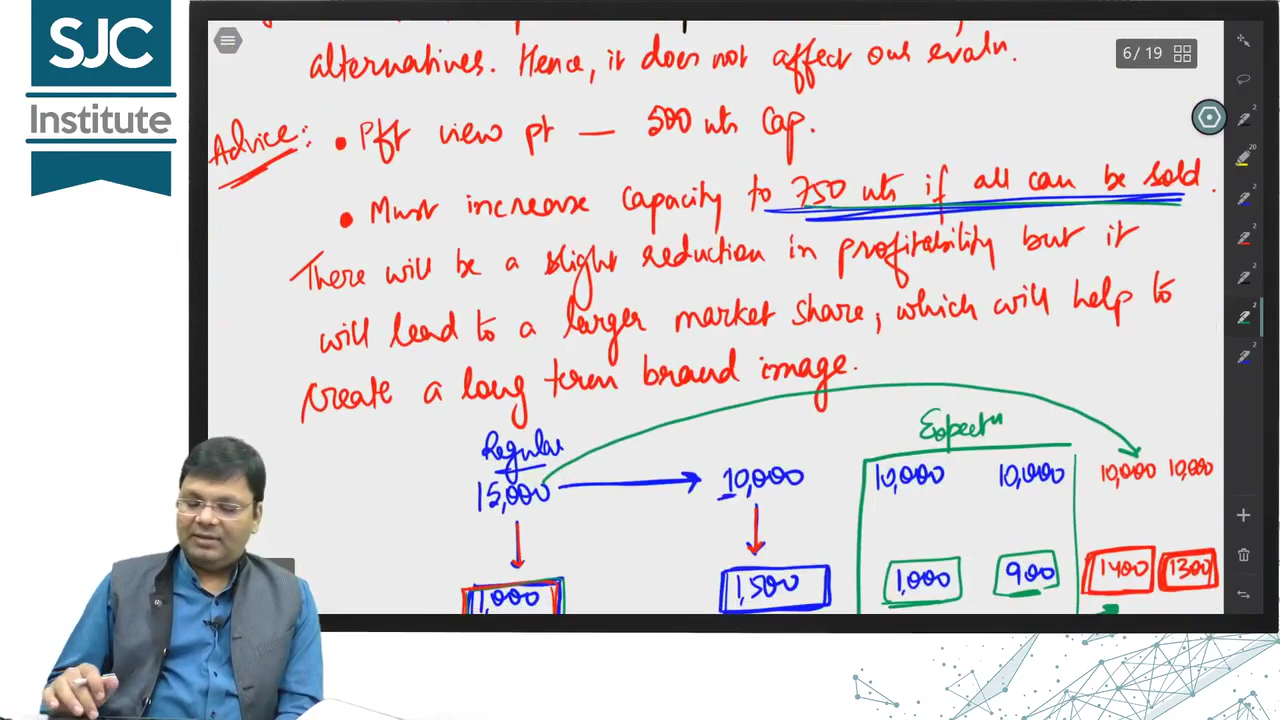 SJC
Institute
6 / 19
alternatives. Hence, it does not affect our evaln.
Advice:
• Pft view pt — 500 uts Cap.
• Must increase capacity to 750 uts if all can be sold.
There will be a slight reduction in profitability but it
will lead to a larger market share, which will help to
create a long term brand image.
Regular
Expectn
15,000 10,000 10,000 10,000 10,000 10,000
1,000 1,500 1,000 900 1400 1300